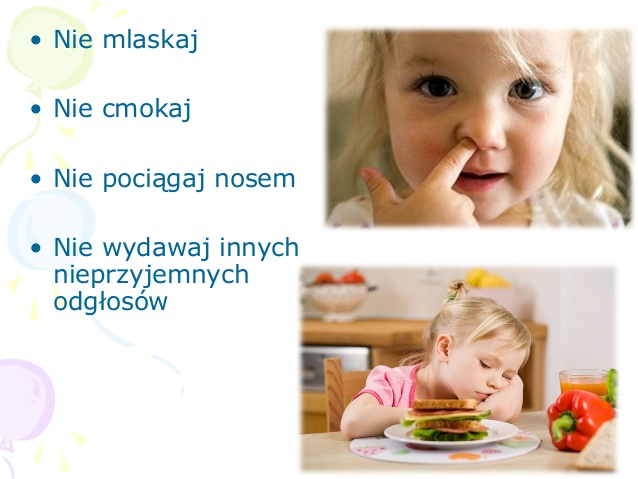 • Nie mlaskaj
• Nie cmokaj
• Nie pociągaj nosem
• Nie wydawaj innych
nieprzyjemnych
odgłosów